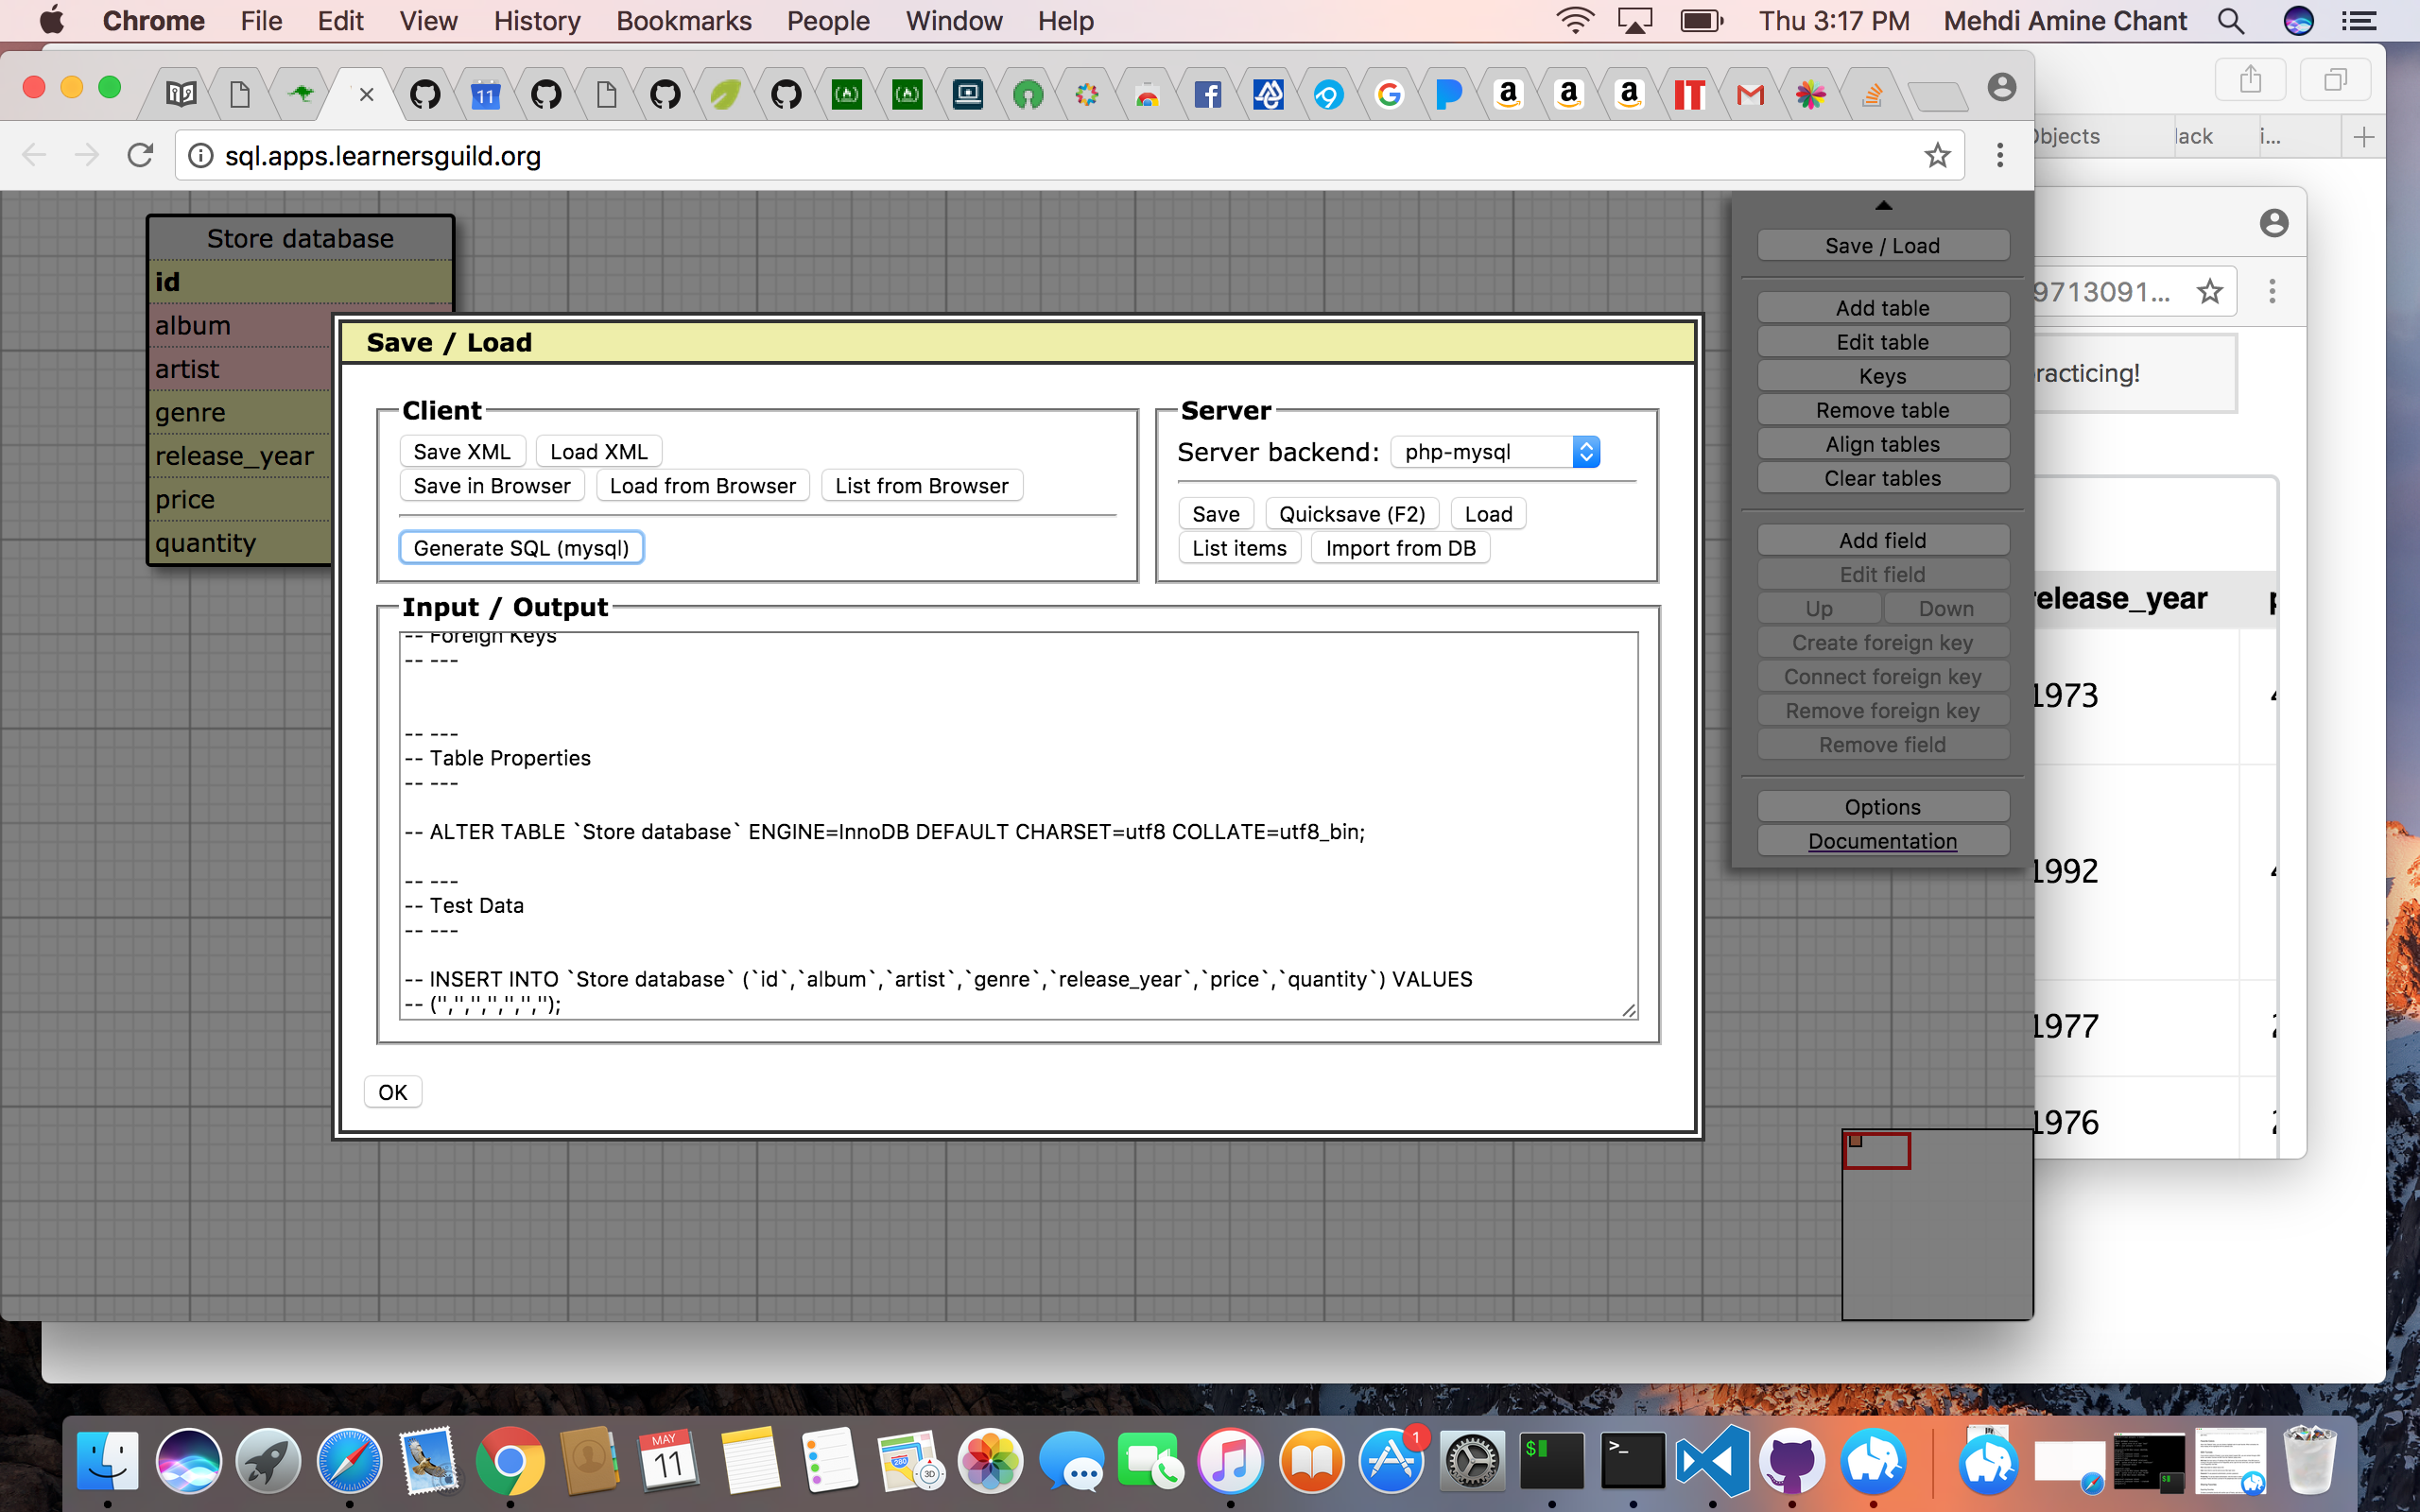 Chrome File Edit View History Bookmarks People Window Help Thu 3:17 PM Mehdi Amine Chant
11
IT
sql.apps.learnersguild.org
Objects
i...
9713091...
Store database
id
album
artist
genre
release_year
price
quantity
Save / Load
Client
Save XML Load XML
Save in Browser Load from Browser List from Browser
Generate SQL (mysql)
Server
Server backend: php-mysql
Save Quicksave (F2) Load
List items Import from DB
Input / Output
-- Foreign Keys
-- ---
-- ---
-- Table Properties
-- ---
-- ALTER TABLE `Store database` ENGINE=InnoDB DEFAULT CHARSET=utf8 COLLATE=utf8_bin;
-- ---
-- Test Data
-- ---
-- INSERT INTO `Store database` (`id`,`album`,`artist`,`genre`,`release_year`,`price`,`quantity`) VALUES
-- ('','','','','','','');
OK
Save / Load
Add table
Edit table
Keys
Remove table
Align tables
Clear tables
Add field
Edit field
Up Down
Create foreign key
Connect foreign key
Remove foreign key
Remove field
Options
Documentation
racticing!
release_year
1973
1992
1977
1976
MAY
11
280
3D
1